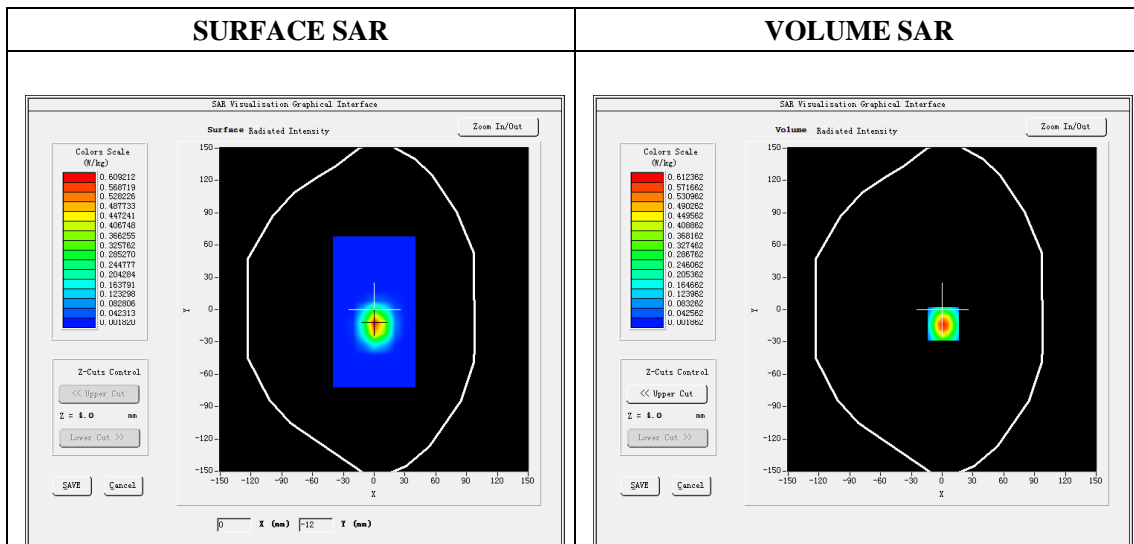 SURFACE SAR
VOLUME SAR
SAR Visualisation Graphical Interface
Surface Radiated Intensity
Zoom In/Out
Colors Scale
(W/kg)
0.609212
0.568719
0.528226
0.487733
0.447241
0.406748
0.366255
0.325762
0.285270
0.244777
0.204284
0.163791
0.123298
0.082806
0.042313
0.001820
150
120
90
60
30
0
-30
-60
-90
-120
-150
Y
-150 -120 -90 -60 -30 0 30 60 90 120 150
X
Z-Cuts Control
<< Upper Cut
Z = 4.0 mm
Lower Cut >>
SAVE Cancel
0 X (mm) -12 Y (mm)
SAR Visualisation Graphical Interface
Volume Radiated Intensity
Zoom In/Out
Colors Scale
(W/kg)
0.612362
0.571662
0.530962
0.490262
0.449562
0.408862
0.368162
0.327462
0.286762
0.246062
0.205362
0.164662
0.123962
0.083262
0.042562
0.001862
150
120
90
60
30
0
-30
-60
-90
-120
-150
Y
-150 -120 -90 -60 -30 0 30 60 90 120 150
X
Z-Cuts Control
<< Upper Cut
Z = 4.0 mm
Lower Cut >>
SAVE Cancel